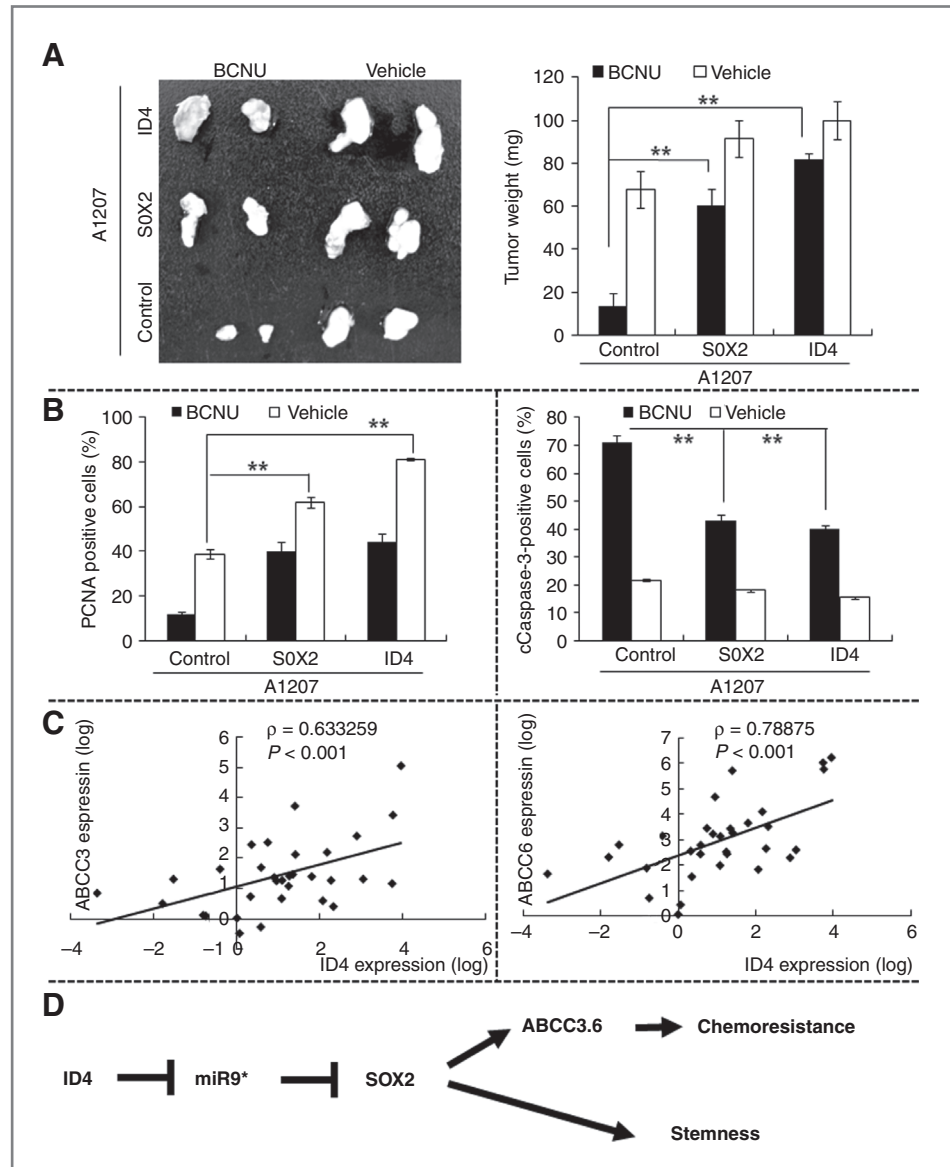 A
BCNU Vehicle
A1207
ID4
S0X2
Control
BCNU Vehicle
Tumor weight (mg)
120
100
80
60
40
20
0
**
**
Control S0X2 ID4
A1207
B
BCNU Vehicle
PCNA positive cells (%)
100
80
60
40
20
0
**
**
Control S0X2 ID4
A1207
BCNU Vehicle
cCaspase-3-positive cells (%)
80
70
60
50
40
30
20
10
0
** **
Control S0X2 ID4
A1207
C
ρ = 0.633259
P < 0.001
ABCC3 espressin (log)
6
5
4
3
2
1
0
–4 –2 –1 0 2 4 6
ID4 expression (log)
ρ = 0.78875
P < 0.001
ABCC6 espressin (log)
7
6
5
4
3
2
1
0
–4 –2 0 2 4 6
ID4 expression (log)
D
ABCC3.6 Chemoresistance
ID4 miR9* SOX2
Stemness